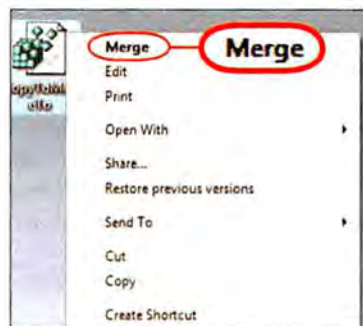 Merge
Merge
Edit
Print
Open With
Share...
Restore previous versions
Send To
Cut
Copy
Create Shortcut